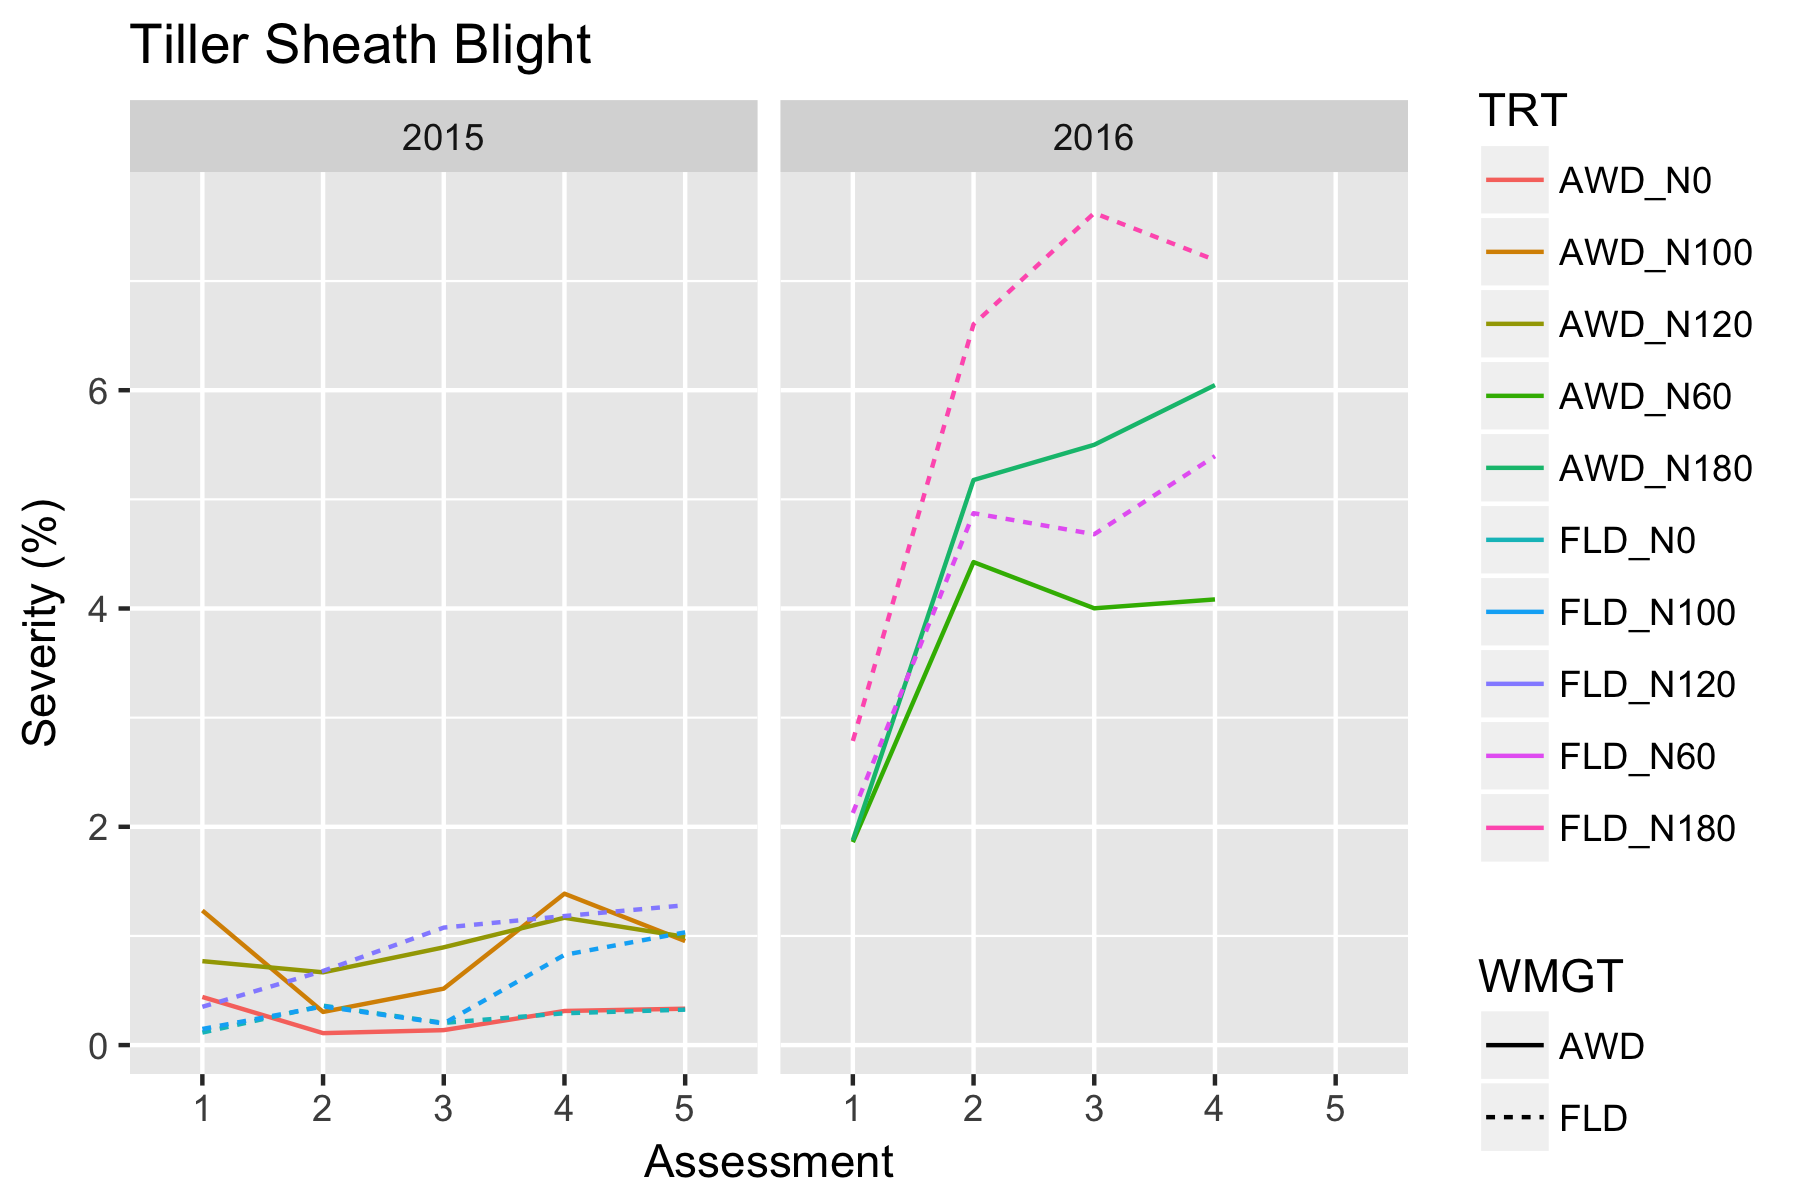 Tiller Sheath Blight
2015 2016
Severity (%)
6
4
2
0
1 2 3 4 5 1 2 3 4 5
Assessment
TRT
AWD_N0
AWD_N100
AWD_N120
AWD_N60
AWD_N180
FLD_N0
FLD_N100
FLD_N120
FLD_N60
FLD_N180
WMGT
AWD
FLD